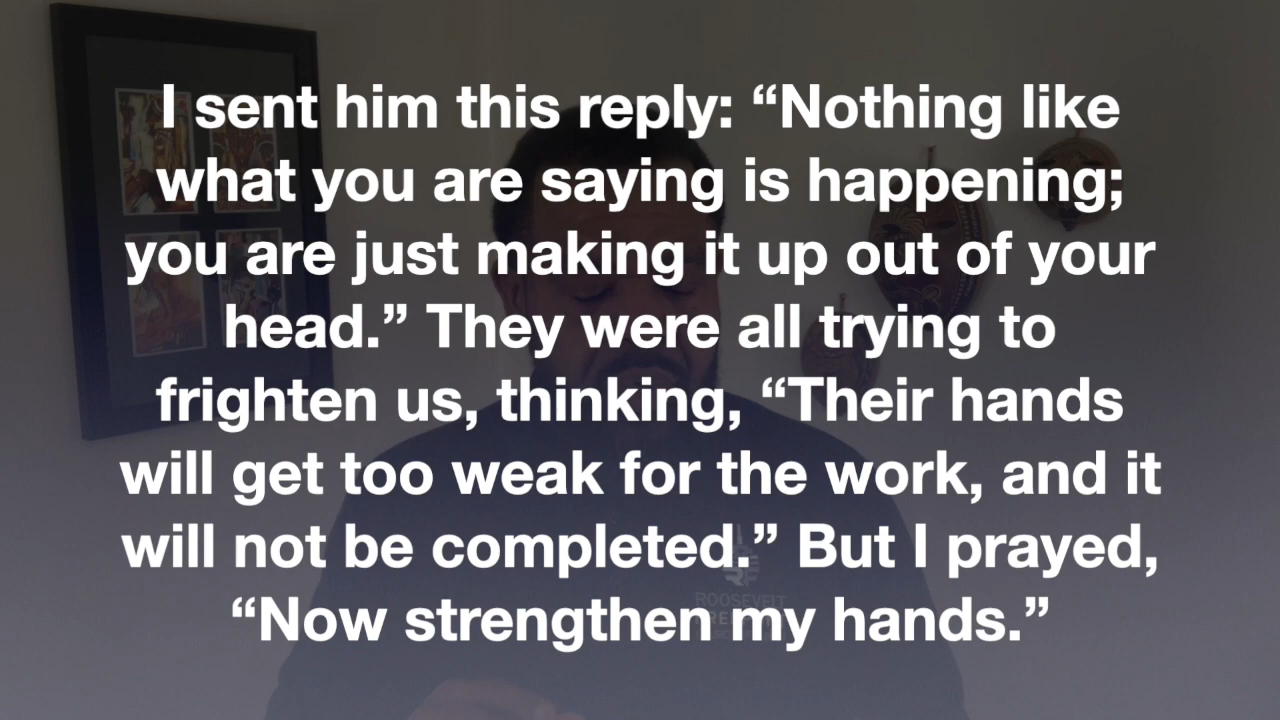 I sent him this reply: “Nothing like
what you are saying is happening;
you are just making it up out of your
head.” They were all trying to
frighten us, thinking, “Their hands
will get too weak for the work, and it
will not be completed.” But I prayed,
“Now strengthen my hands.”
ROOSEVELT